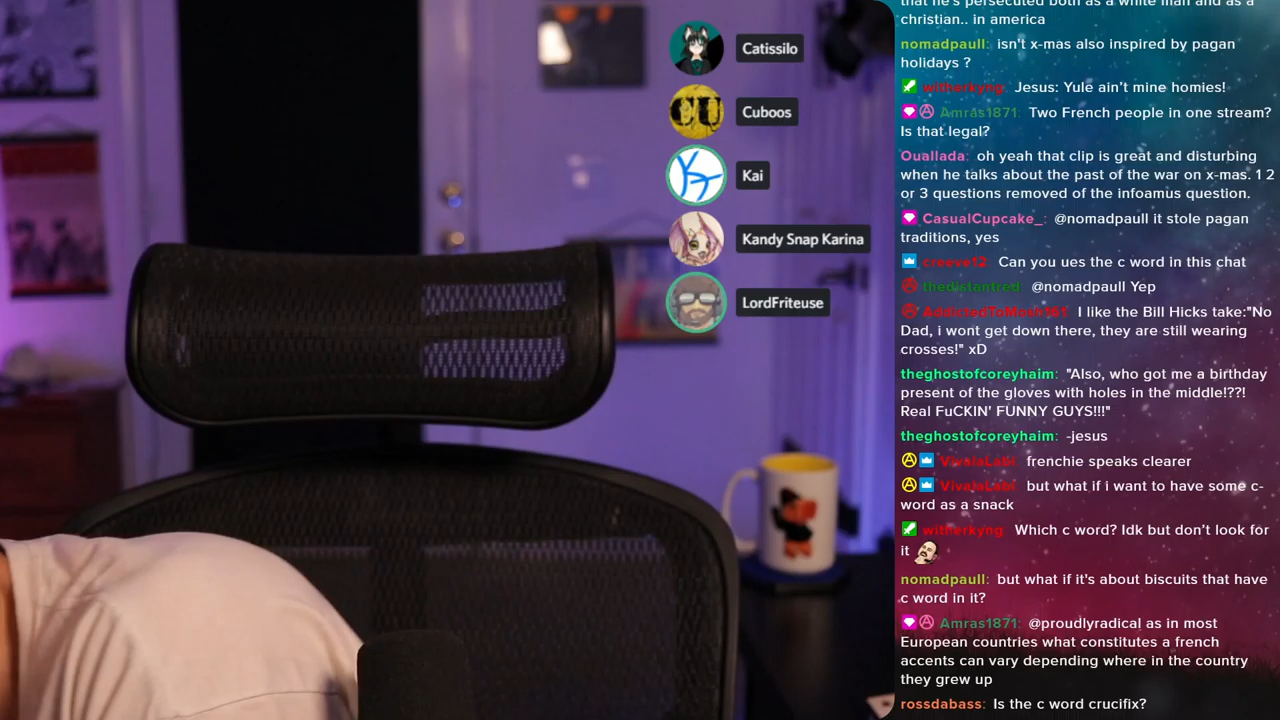 Catissilo
Cuboos
Kai
Kandy Snap Karina
LordFriteuse
that he's persecuted both as a white man and as a
christian.. in america
nomadpaull: isn't x-mas also inspired by pagan
holidays ?
witherkyng: Jesus: Yule ain't mine homies!
Amras1871: Two French people in one stream?
Is that legal?
Ouallada: oh yeah that clip is great and disturbing
when he talks about the past of the war on x-mas. 1 2
or 3 questions removed of the infoamus question.
CasualCupcake_: @nomadpaull it stole pagan
traditions, yes
creeve12: Can you ues the c word in this chat
thedistantred: @nomadpaull Yep
AddictedToMosh161: I like the Bill Hicks take:"No
Dad, i wont get down there, they are still wearing
crosses!" xD
theghostofcoreyhaim: "Also, who got me a birthday
present of the gloves with holes in the middle!??!
Real FuCKIN' FUNNY GUYS!!!"
theghostofcoreyhaim: -jesus
VivalaLabi: frenchie speaks clearer
VivalaLabi: but what if i want to have some c-
word as a snack
witherkyng: Which c word? Idk but don't look for
it
nomadpaull: but what if it's about biscuits that have
c word in it?
Amras1871: @proudlyradical as in most
European countries what constitutes a french
accents can vary depending where in the country
they grew up
rossdabass: Is the c word crucifix?